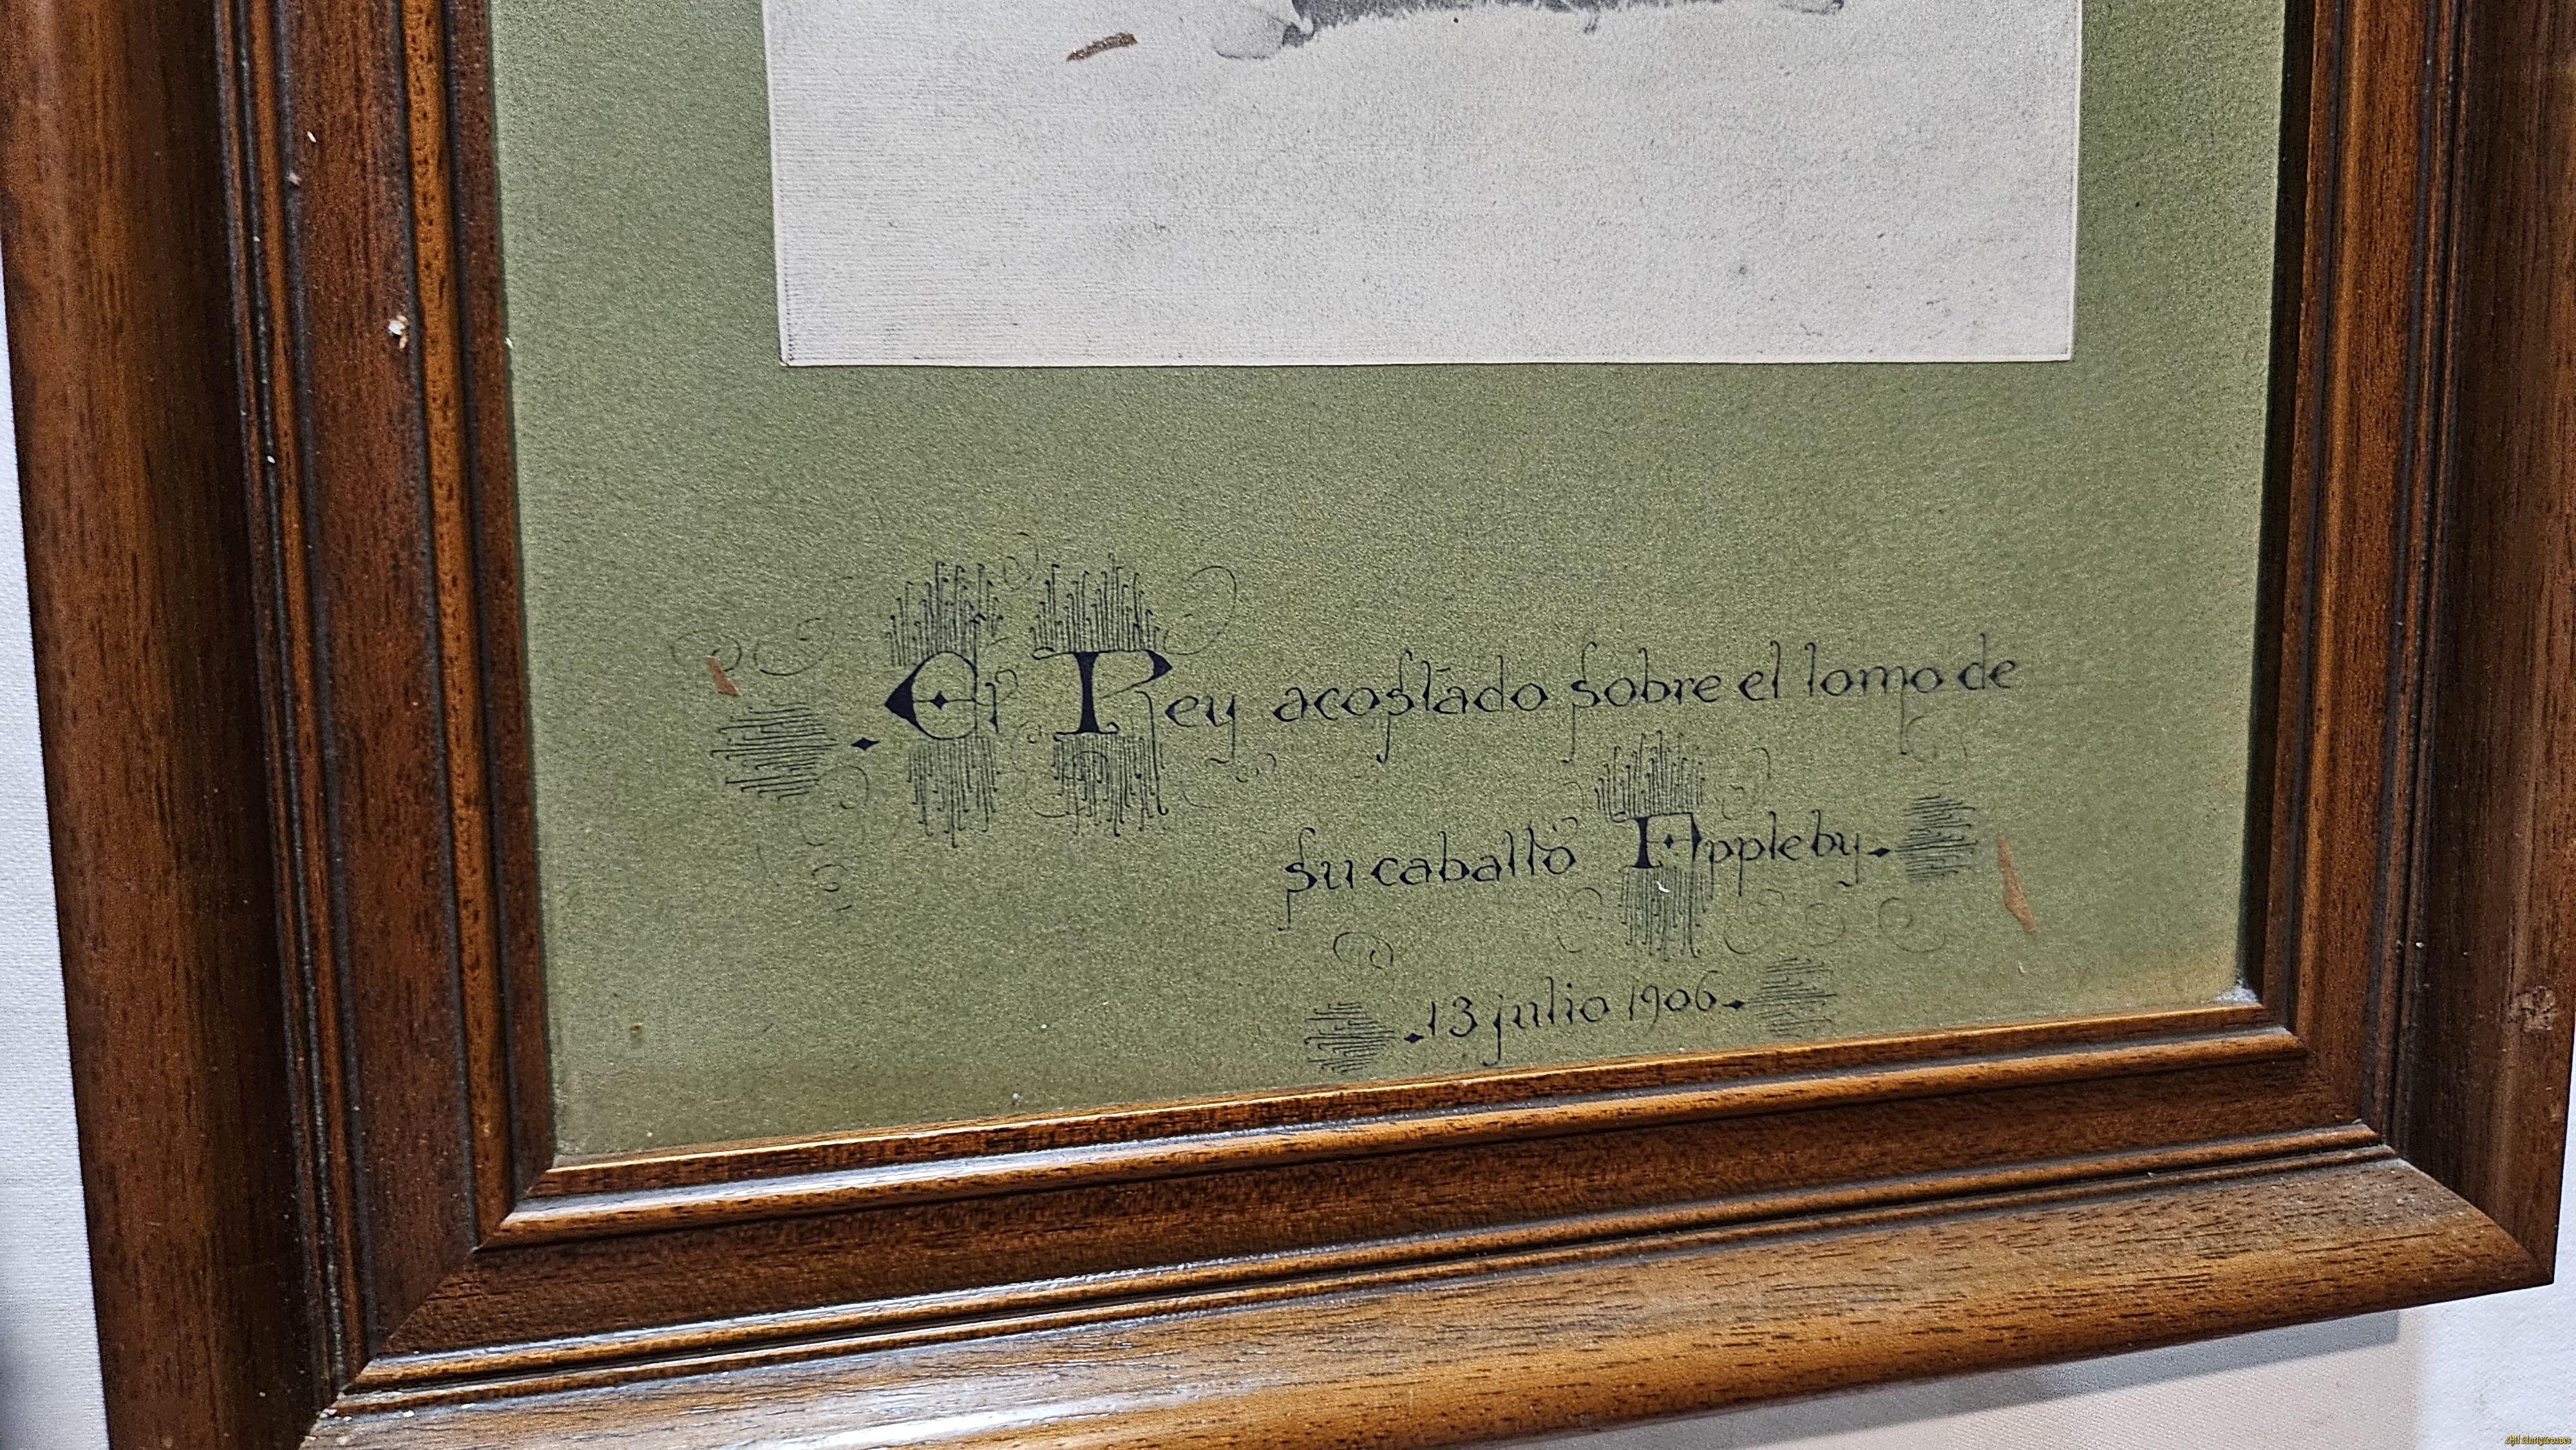 El Rey acostado sobre el lomo de
su caballo Appleby.
.13 julio 1906.